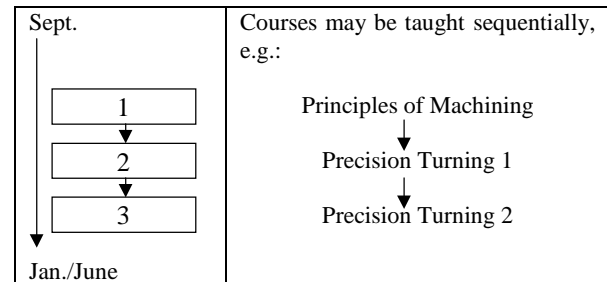 Sept.
1
2
3
Jan./June
Courses may be taught sequentially,
e.g.:
Principles of Machining
Precision Turning 1
Precision Turning 2